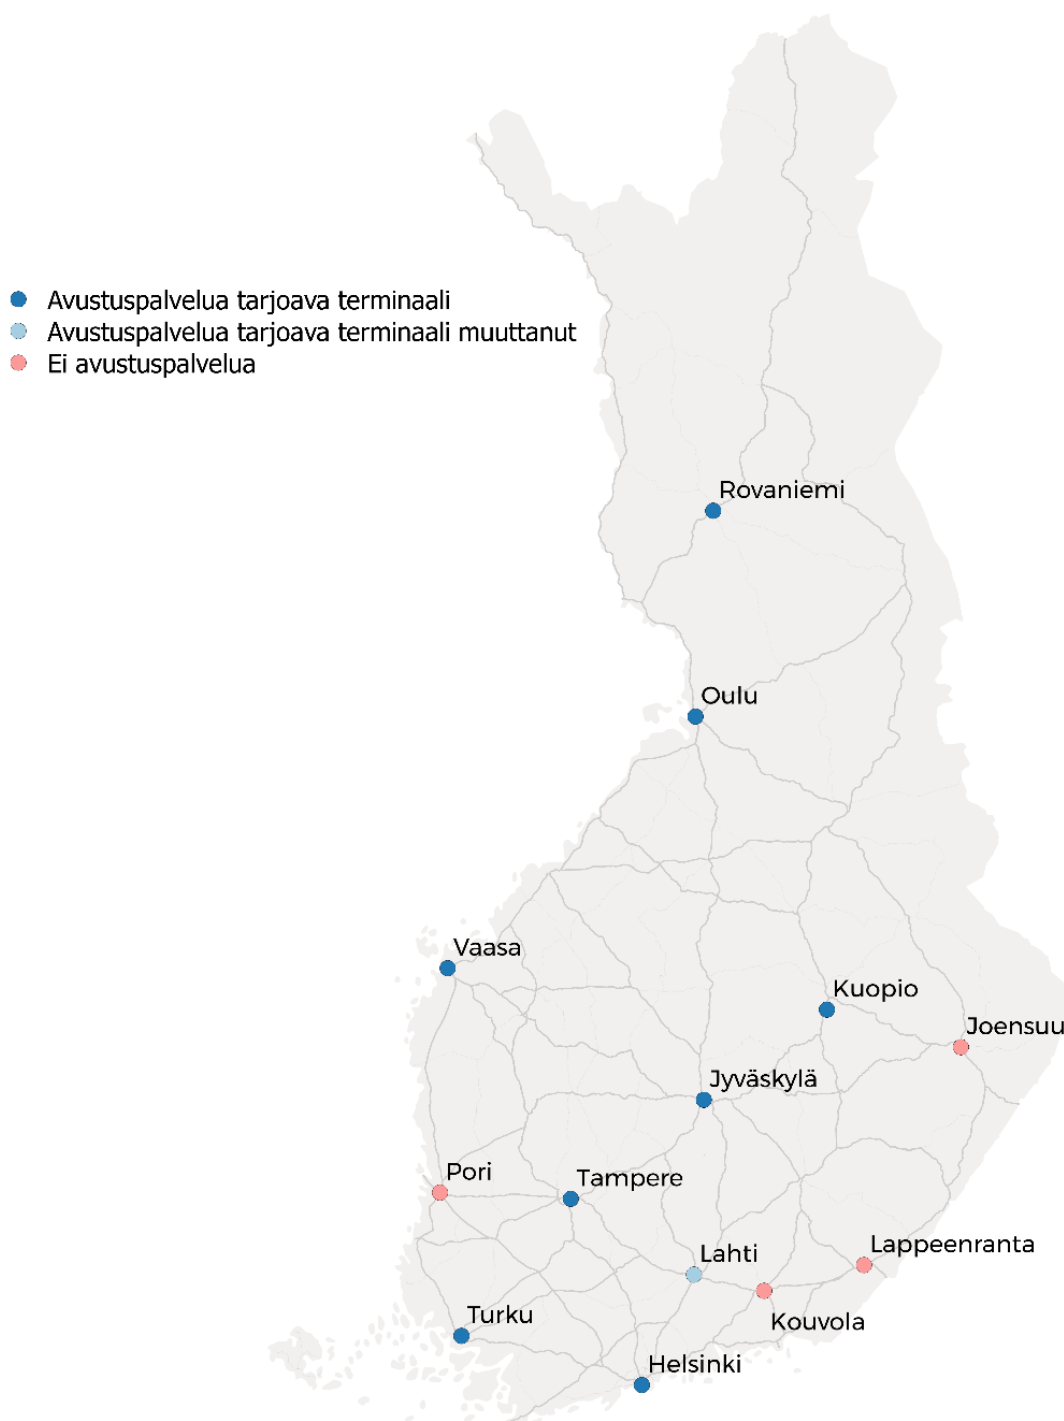 Avustuspalvelua tarjoava terminaali
Avustuspalvelua tarjoava terminaali muuttanut
Ei avustuspalvelua
Rovaniemi
Oulu
Vaasa
Kuopio
Joensuu
Jyväskylä
Pori
Tampere
Lappeenranta
Lahti
Kouvola
Turku
Helsinki